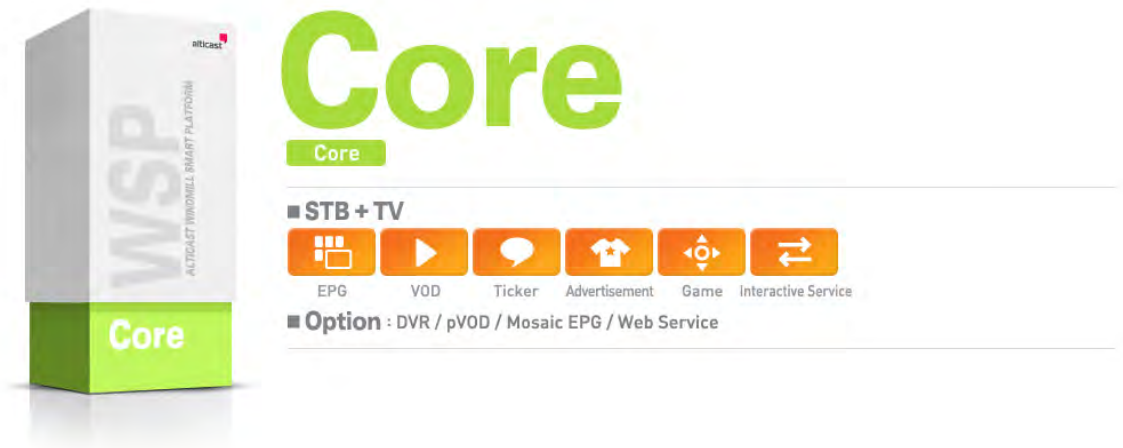 alticast
WSP
ALTICAST WINDMILL SMART PLATFORM
Core
Core
Core
STB + TV
EPG VOD Ticker Advertisement Game Interactive Service
Option : DVR / pVOD / Mosaic EPG / Web Service